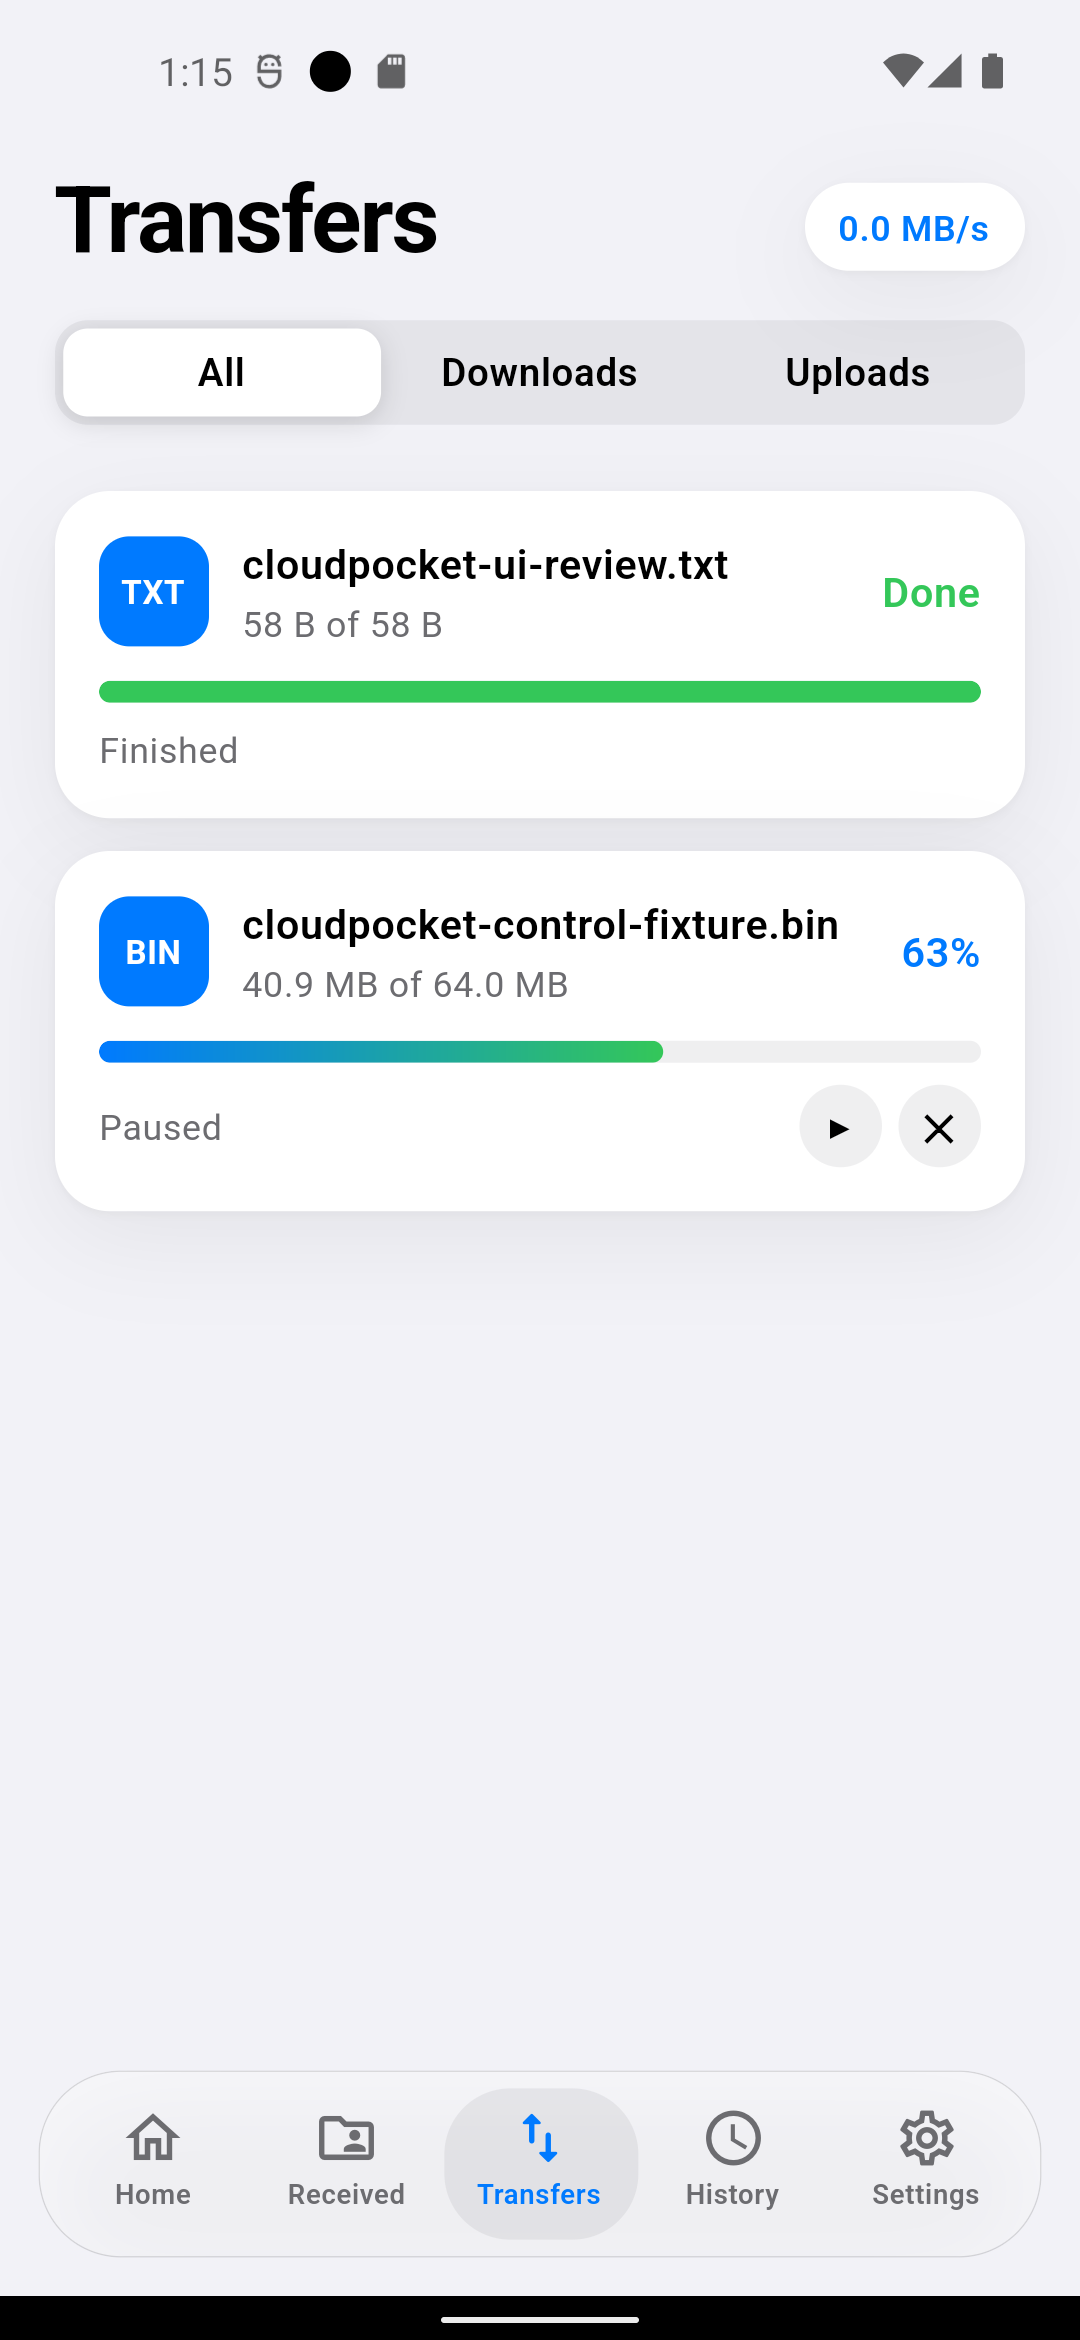 1:15
Transfers
0.0 MB/s
All
Downloads
Uploads
TXT
cloudpocket-ui-review.txt
58 B of 58 B
Done
Finished
BIN
cloudpocket-control-fixture.bin
40.9 MB of 64.0 MB
63%
Paused
Home
Received
Transfers
History
Settings